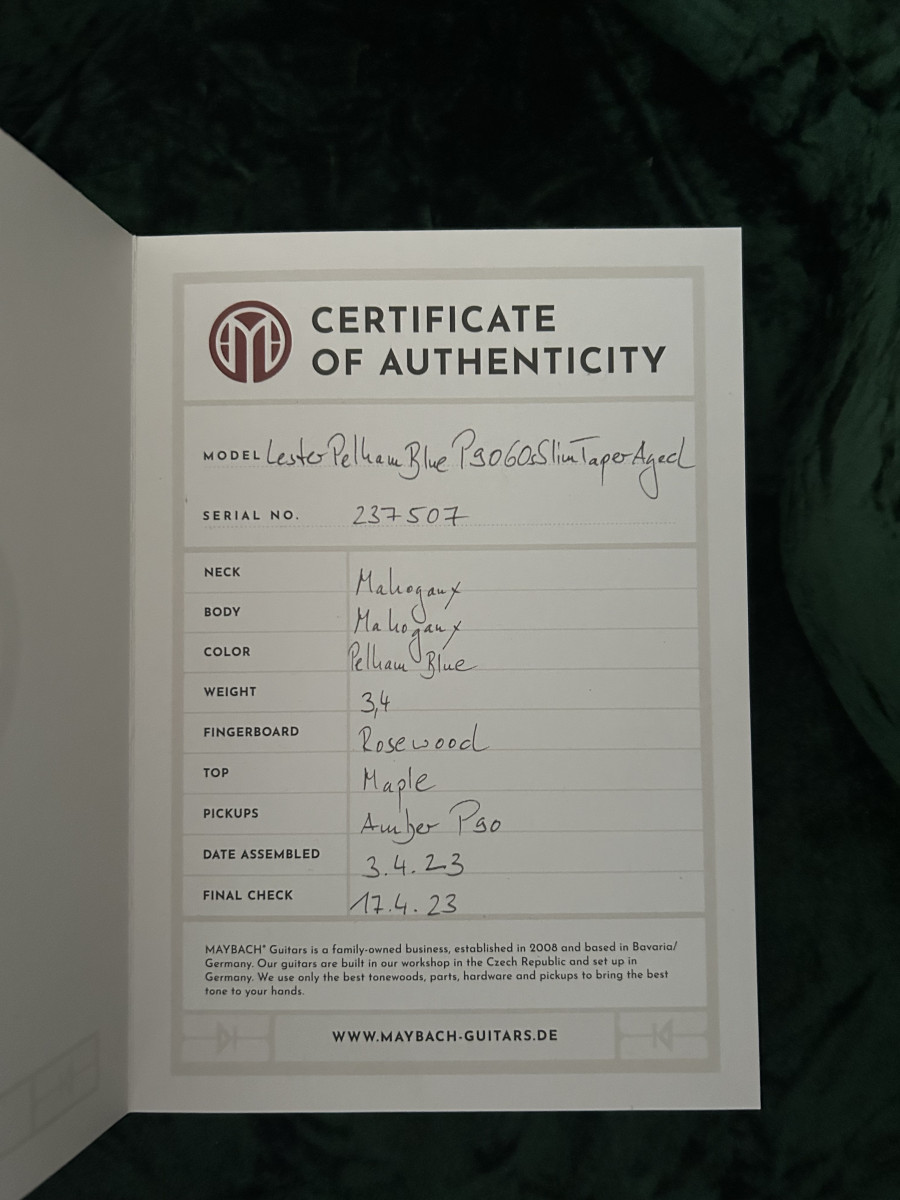 CERTIFICATE
OF AUTHENTICITY
MODEL Lester Pelham Blue P90 60s Slim Taper Aged
SERIAL NO. 237507
NECK Mahogany
BODY Mahogany
COLOR Pelham Blue
WEIGHT 3,4
FINGERBOARD Rosewood
TOP Maple
PICKUPS Amber P90
DATE ASSEMBLED 3.4.23
FINAL CHECK 17.4.23
MAYBACH® Guitars is a family-owned business, established in 2008 and based in Bavaria/
Germany. Our guitars are built in our workshop in the Czech Republic and set up in
Germany. We use only the best tonewoods, parts, hardware and pickups to bring the best
tone to your hands.
WWW.MAYBACH-GUITARS.DE